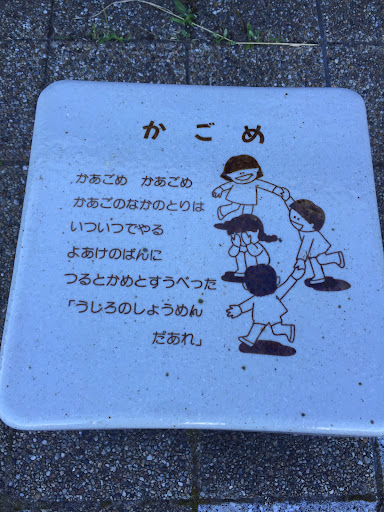 かごめ
かあごめ　かあごめ
かあごのなかのとりは
いついつでやる
よあけのばんに
つるとかめとすうべった
「うしろのしょうめん
だあれ」